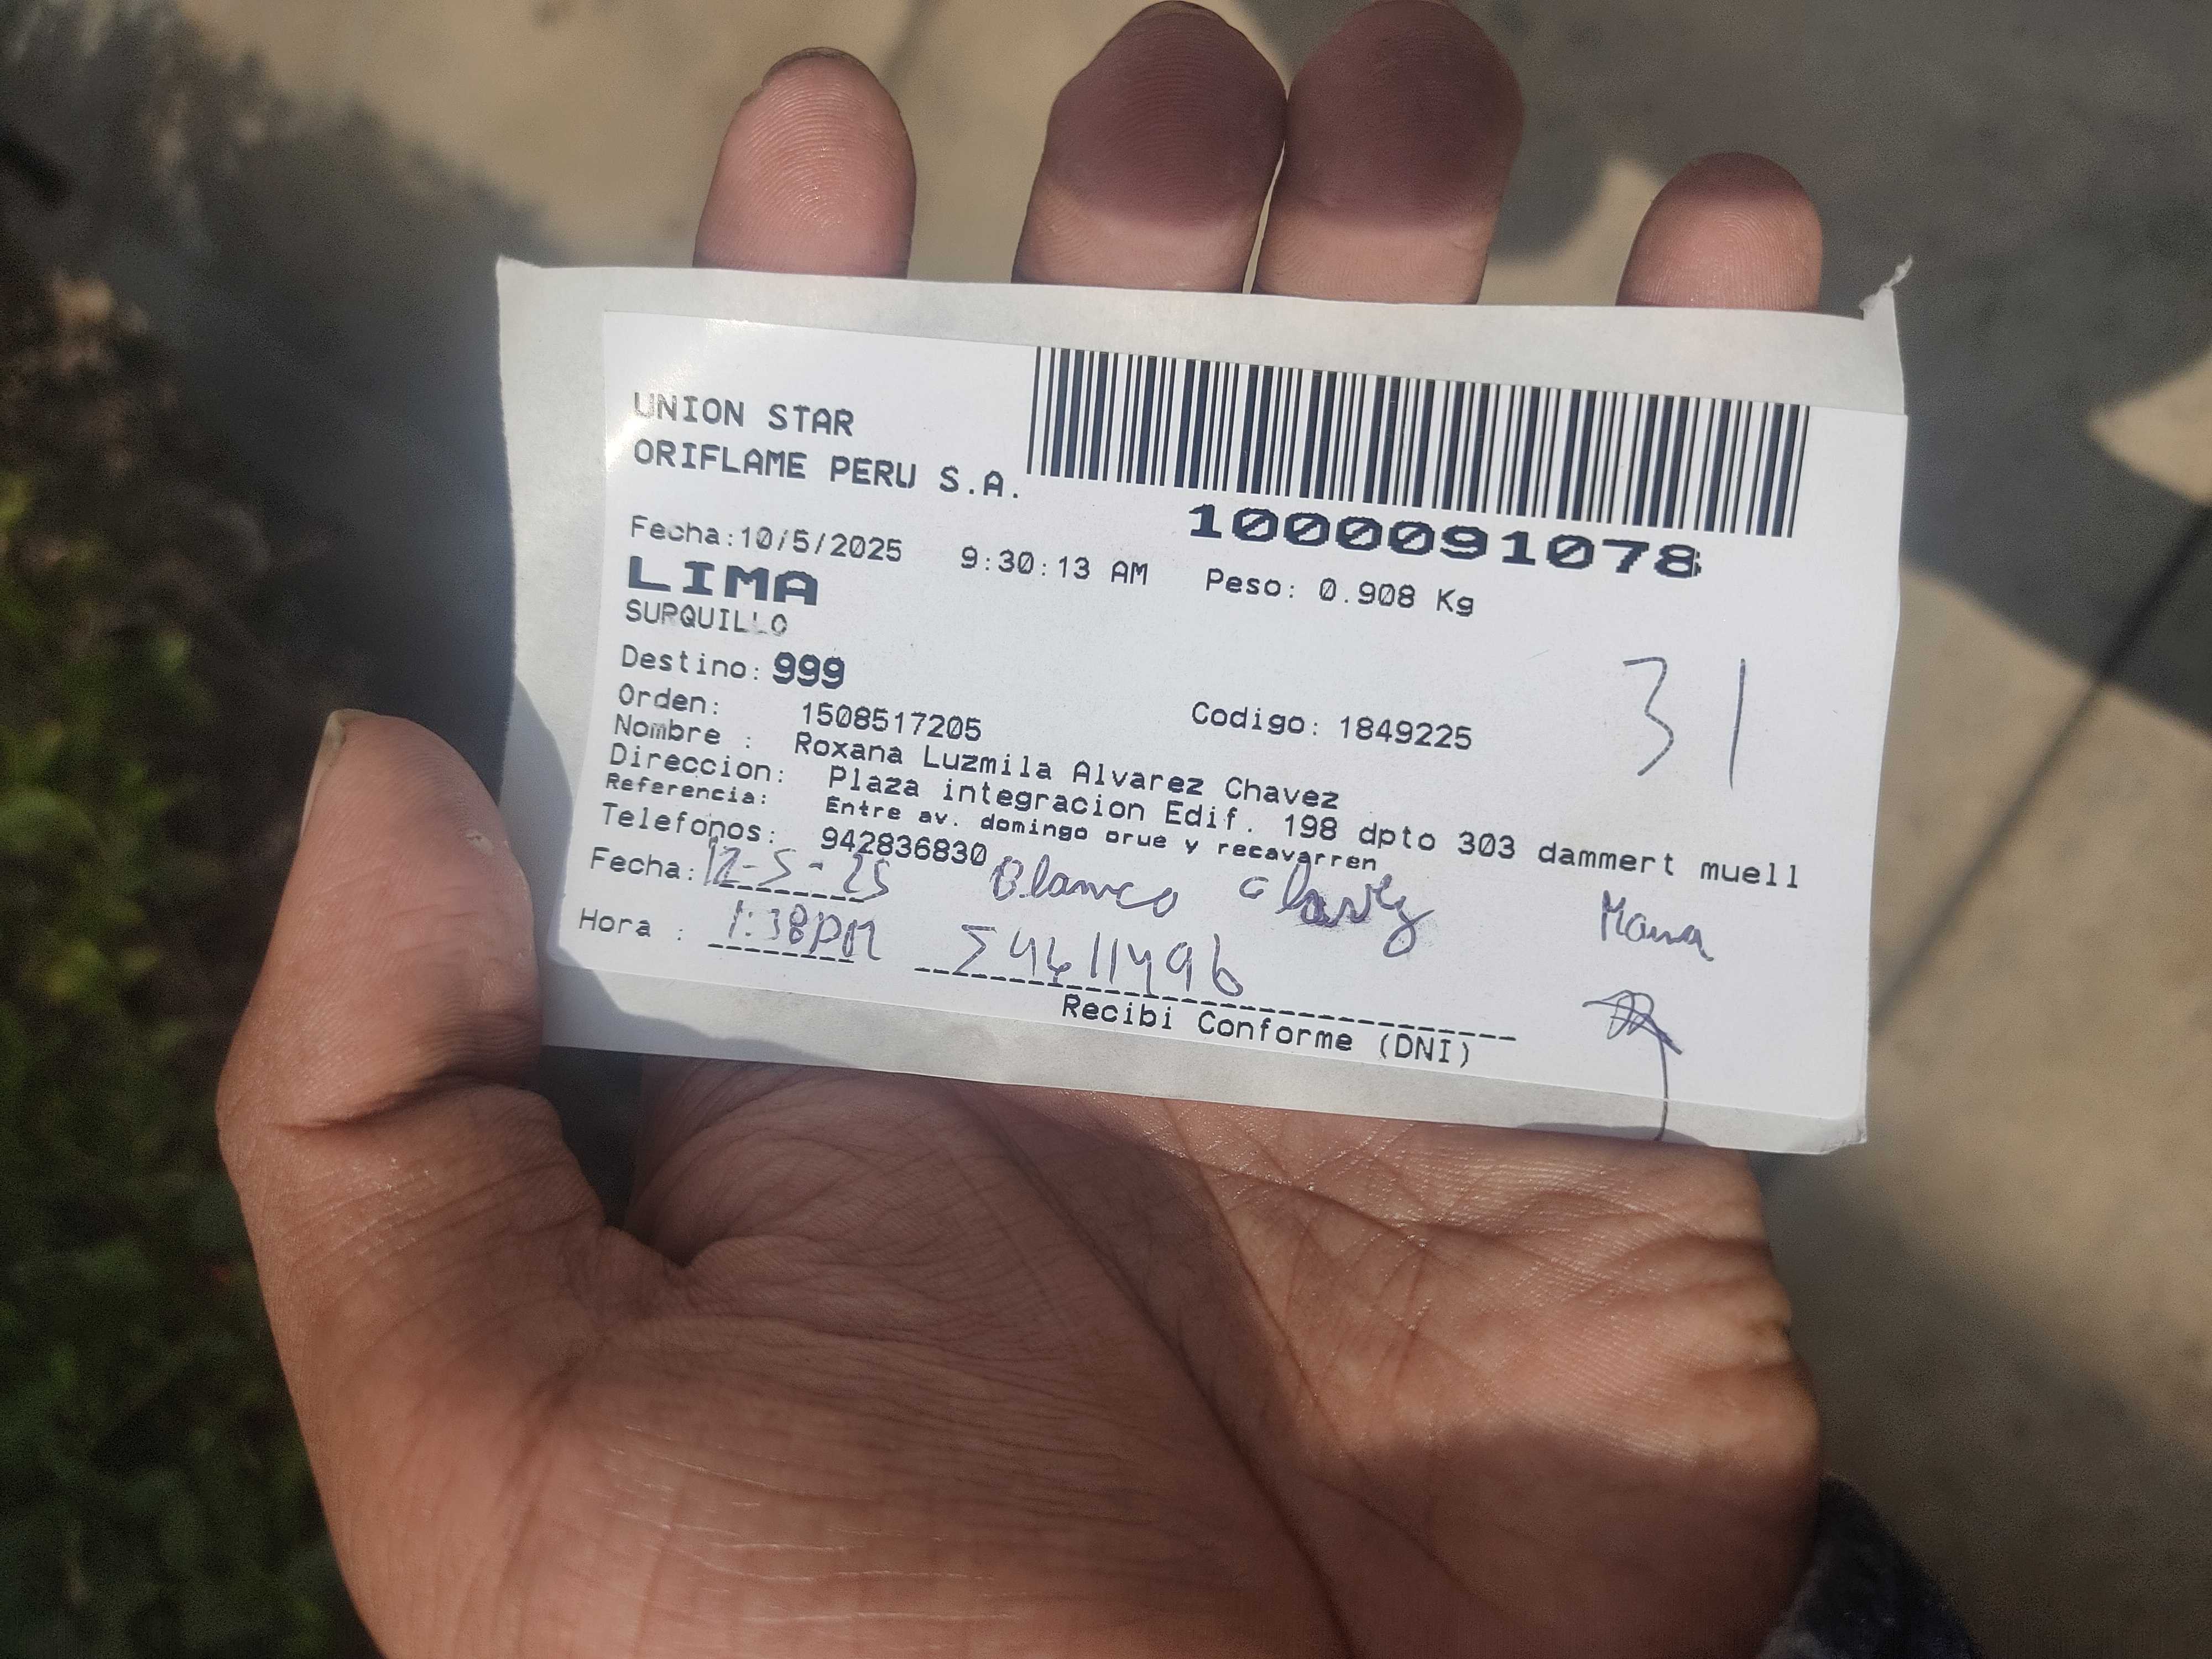 UNION STAR
ORIFLAME PERU S.A.
1000091078
Fecha:10/5/2025 9:30:13 AM Peso: 0.908 Kg
LIMA
SURQUILLO
Destino: 999
31
Orden: 1508517205 Codigo: 1849225
Nombre : Roxana Luzmila Alvarez Chavez
Direccion: Plaza integracion Edif. 198 dpto 303 dammert muell
Referencia: Entre av. domingo orue y recavarren
Telefonos: 942836830
Fecha: 12-5-25 Blanco
Hora : 1:38PM
Recibi Conforme (DNI)